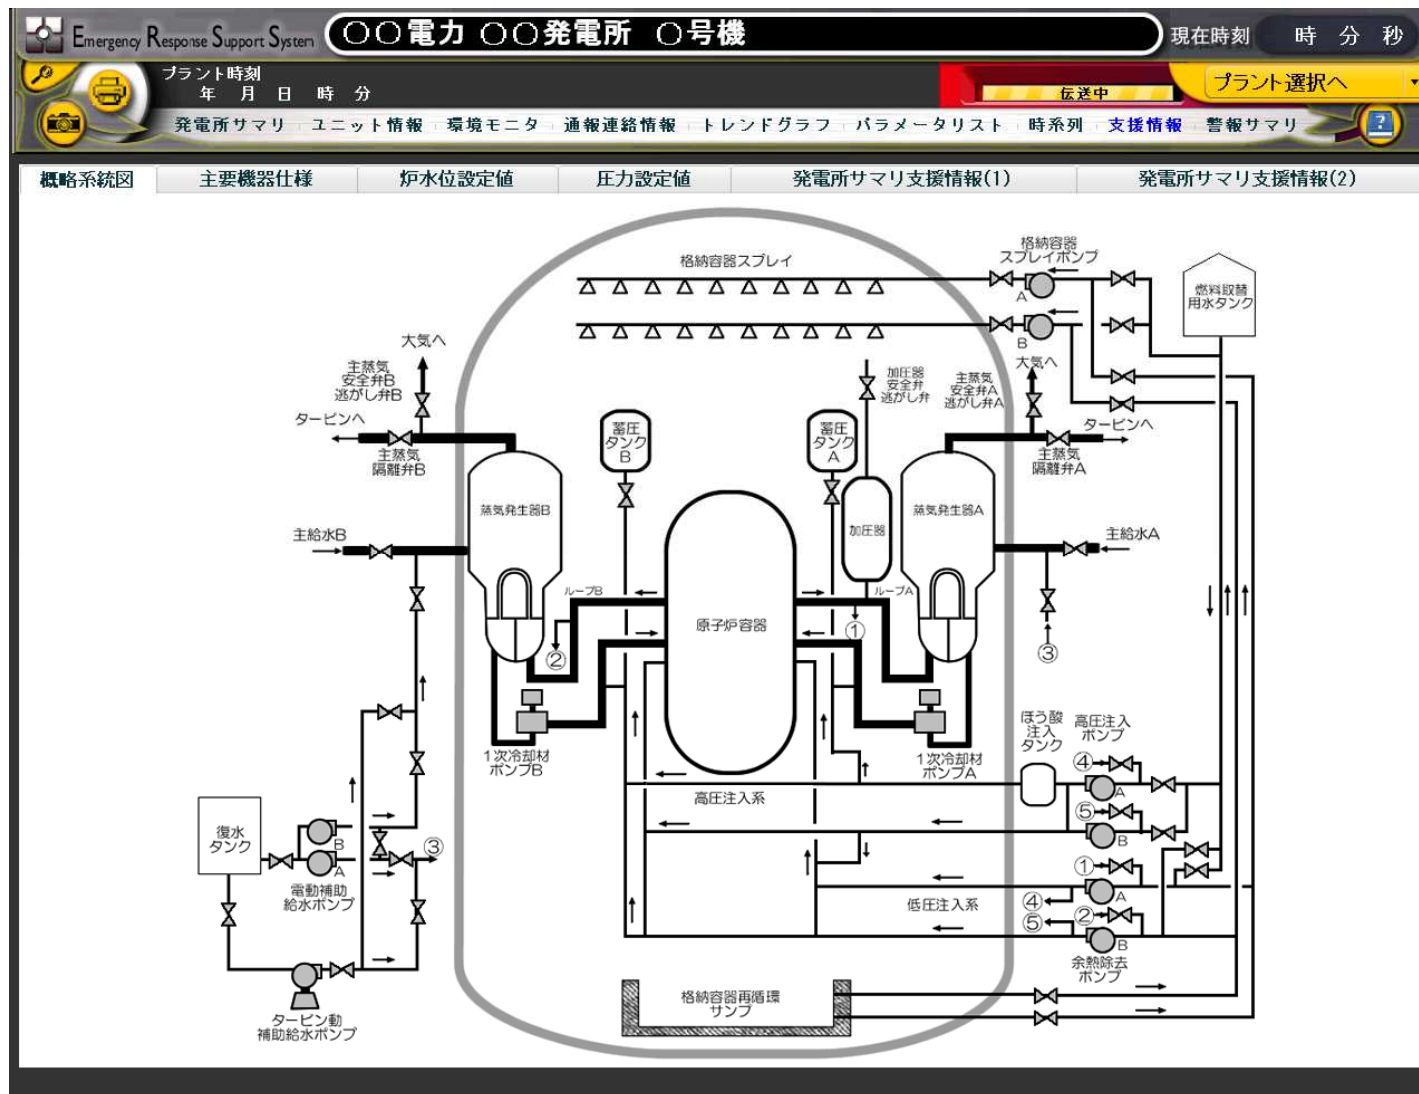 Emergency Response Support System
〇〇電力 〇〇発電所 〇号機
現在時刻 時 分 秒
プラント時刻
年 月 日 時 分
伝送中
プラント選択へ
発電所サマリ ユニット情報 環境モニタ 通報連絡情報 トレンドグラフ パラメータリスト 時系列 支援情報 警報サマリ
?
概略系統図 主要機器仕様 炉水位設定値 圧力設定値 発電所サマリ支援情報(1) 発電所サマリ支援情報(2)
格納容器
スプレイポンプ
格納容器スプレイ
A
B
燃料取替
用水タンク
大気へ
主蒸気
安全弁B
逃がし弁B
タービンへ
主蒸気
隔離弁B
蓄圧
タンク
B
蓄圧
タンク
A
加圧器
安全弁
逃がし弁
主蒸気
安全弁A
逃がし弁A
大気へ
タービンへ
主蒸気
隔離弁A
蒸気発生器B
加圧器
蒸気発生器A
主給水B
主給水A
ループB
ループA
原子炉容器
①
②
③
1次冷却材
ポンプB
1次冷却材
ポンプA
ほう酸
注入
タンク
高圧注入
ポンプ
④
A
⑤
B
高圧注入系
復水
タンク
B
A
③
電動補助
給水ポンプ
①
A
④
⑤
②
B
低圧注入系
余熱除去
ポンプ
格納容器再循環
サンプ
タービン動
補助給水ポンプ